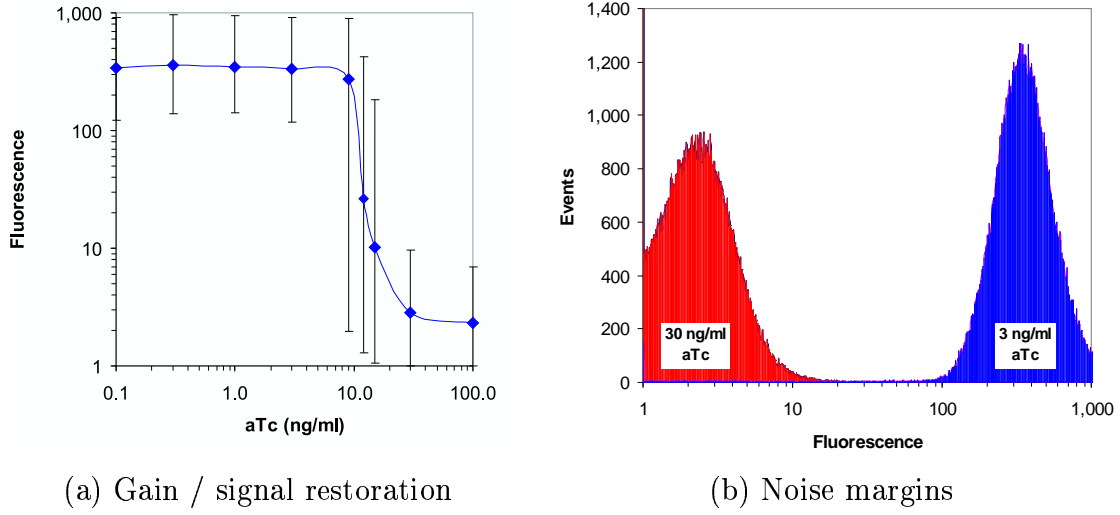 1,000
100
10
1
Fluorescence
0.1 1.0 10.0 100.0
aTc (ng/ml)
(a) Gain / signal restoration
1,400
1,200
1,000
800
600
400
200
0
Events
30 ng/ml
aTc
3 ng/ml
aTc
1 10 100 1,000
Fluorescence
(b) Noise margins